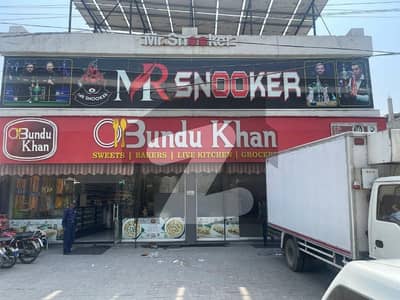 Mr Snooker
MR SNOOKER
MR SNOOKER
Bundu Khan
Bundu Khan
SWEETS | BAKERS | LIVE KITCHEN | GROCERY